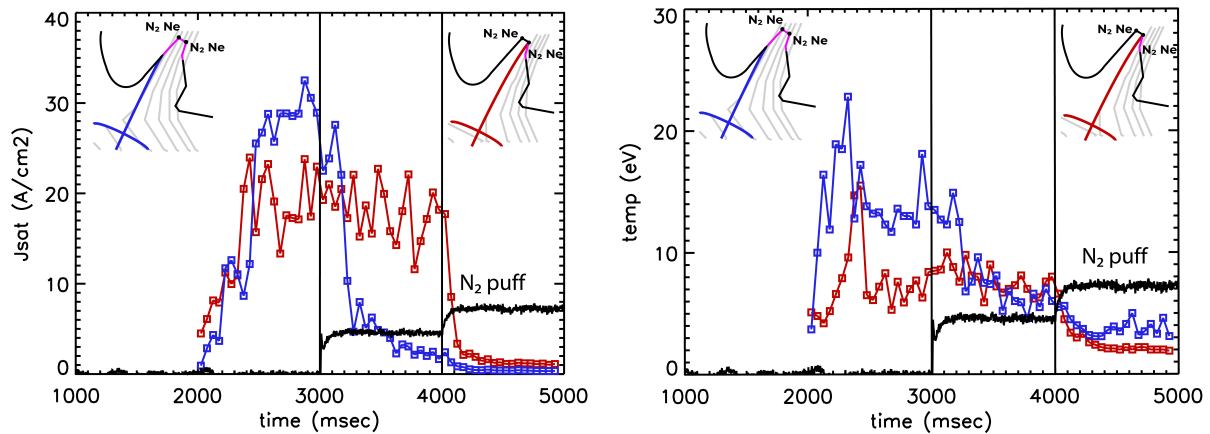 40
30
20
10
0
Jsat (A/cm2)
N₂ Ne
N₂ Ne
N₂ Ne
N₂ Ne
N₂ puff
1000 2000 3000 4000 5000
time (msec)
30
20
10
0
temp (eV)
N₂ Ne
N₂ Ne
N₂ Ne
N₂ Ne
N₂ puff
1000 2000 3000 4000 5000
time (msec)